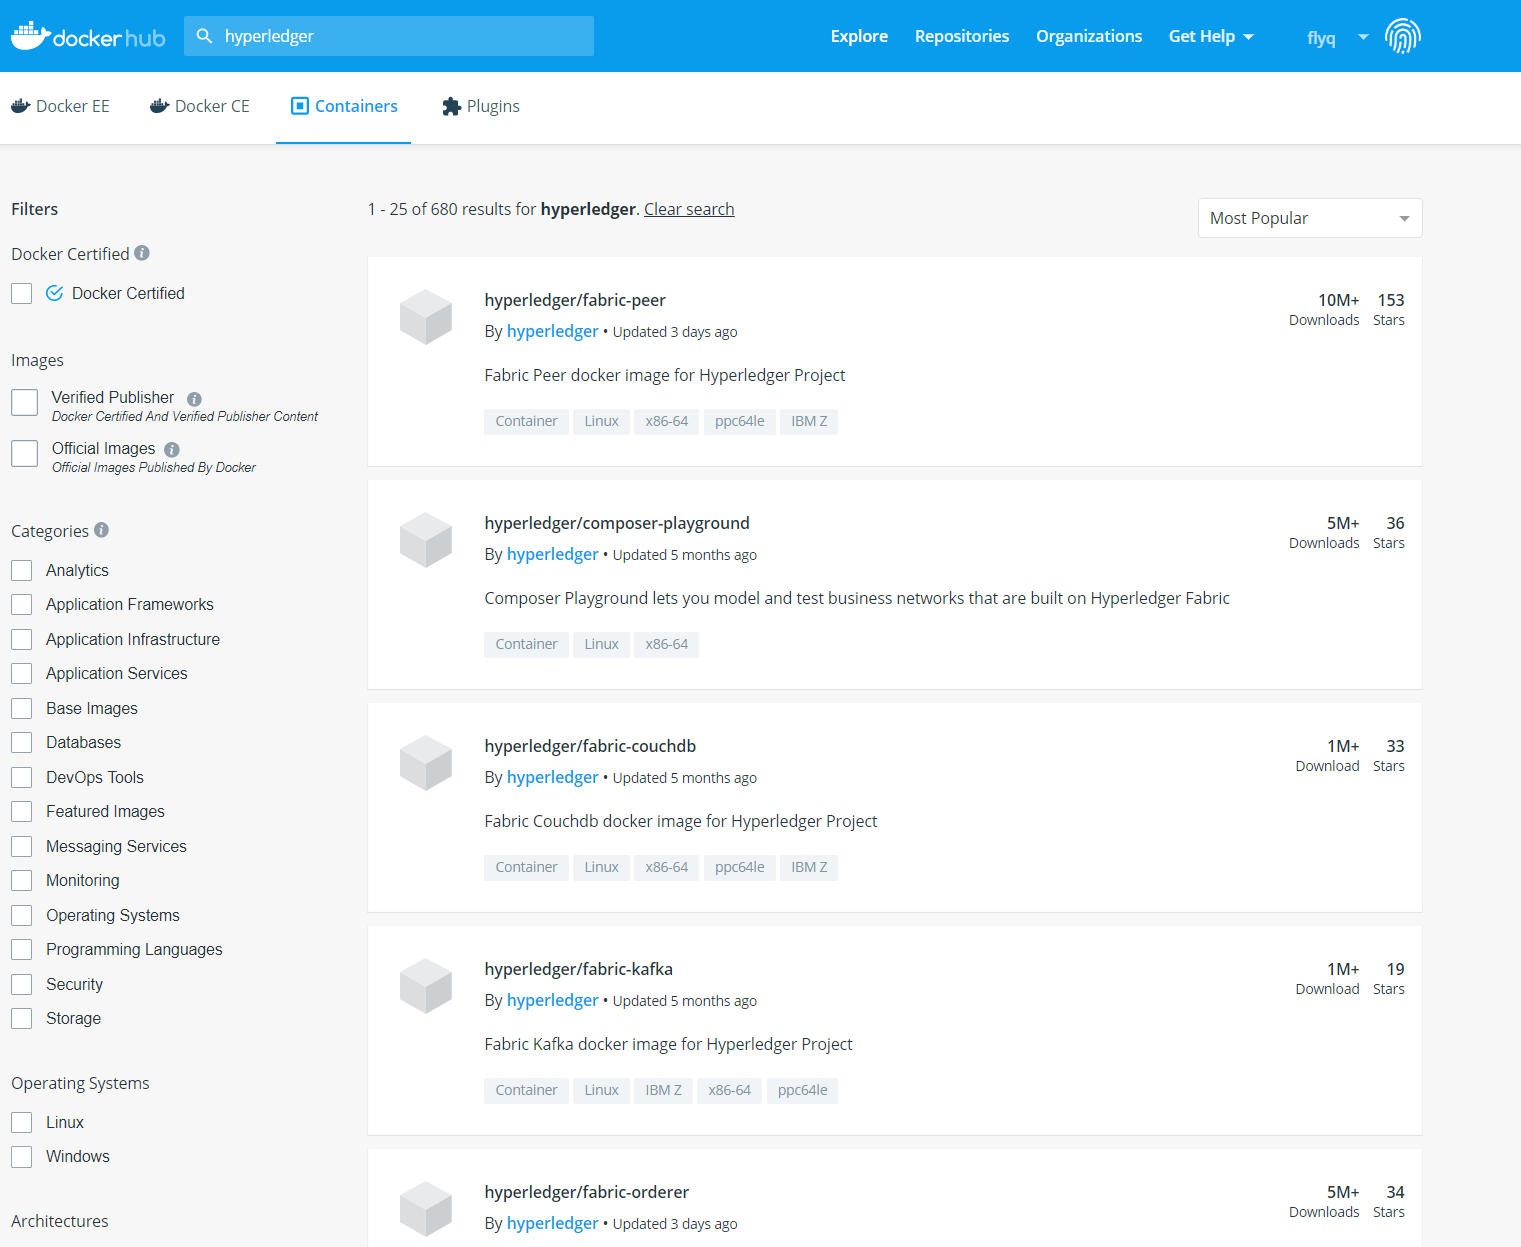 docker hub
hyperledger
Explore
Repositories
Organizations
Get Help
flyq
Docker EE
Docker CE
Containers
Plugins
Filters
Docker Certified
Docker Certified
Images
Verified Publisher
Docker Certified And Verified Publisher Content
Official Images
Official Images Published By Docker
Categories
Analytics
Application Frameworks
Application Infrastructure
Application Services
Base Images
Databases
DevOps Tools
Featured Images
Messaging Services
Monitoring
Operating Systems
Programming Languages
Security
Storage
Operating Systems
Linux
Windows
Architectures
1 - 25 of 680 results for hyperledger. Clear search
Most Popular
hyperledger/fabric-peer
By hyperledger • Updated 3 days ago
Fabric Peer docker image for Hyperledger Project
Container Linux x86-64 ppc64le IBM Z
10M+ 153
Downloads Stars
hyperledger/composer-playground
By hyperledger • Updated 5 months ago
Composer Playground lets you model and test business networks that are built on Hyperledger Fabric
Container Linux x86-64
5M+ 36
Downloads Stars
hyperledger/fabric-couchdb
By hyperledger • Updated 5 months ago
Fabric Couchdb docker image for Hyperledger Project
Container Linux x86-64 ppc64le IBM Z
1M+ 33
Download Stars
hyperledger/fabric-kafka
By hyperledger • Updated 5 months ago
Fabric Kafka docker image for Hyperledger Project
Container Linux IBM Z x86-64 ppc64le
1M+ 19
Download Stars
hyperledger/fabric-orderer
By hyperledger • Updated 3 days ago
5M+ 34
Downloads Stars